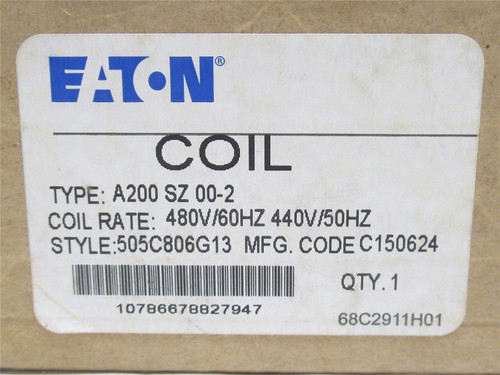 EATON®
COIL
TYPE: A200 SZ 00-2
COIL RATE: 480V/60HZ 440V/50HZ
STYLE:505C806G13 MFG. CODE C150624
QTY. 1
10786678827947
68C2911H01